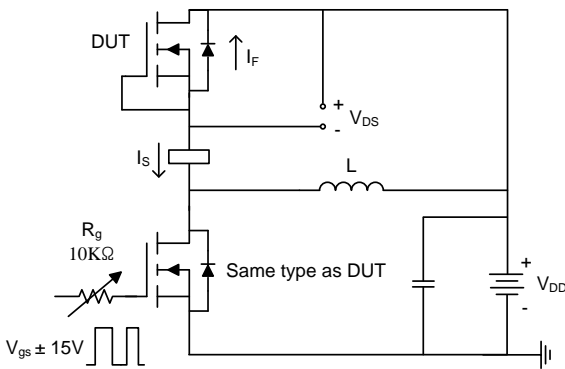 DUT
I_F
+
V_DS
-
I_S
L
R_g
10KΩ
Same type as DUT
+
V_DD
-
V_gs ± 15V